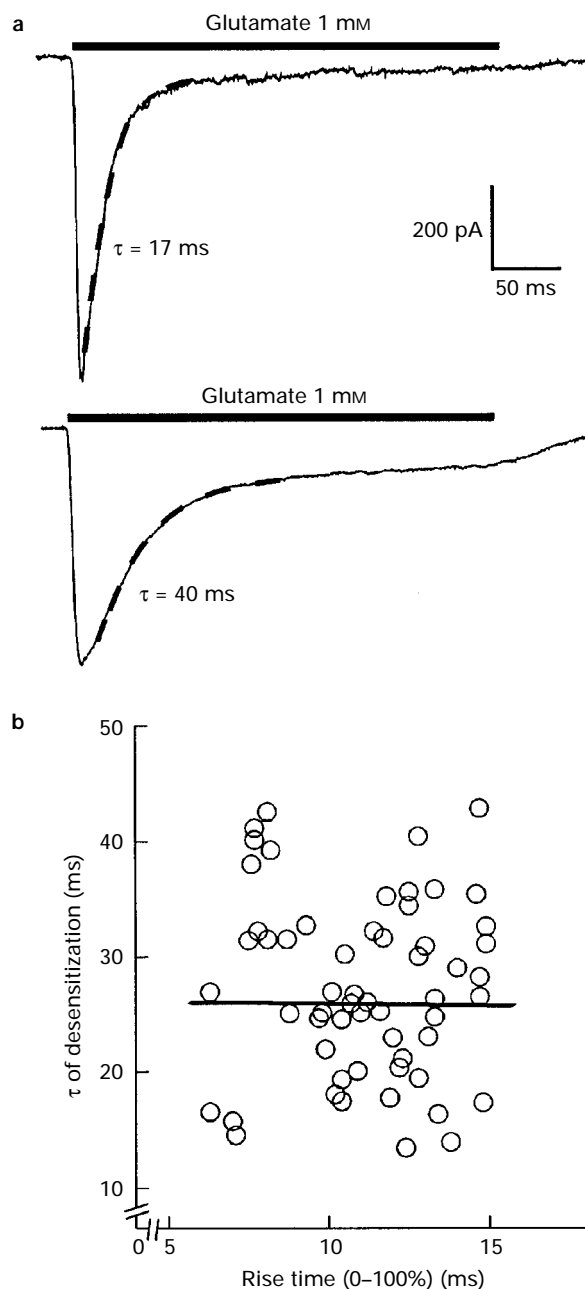 a
Glutamate 1 mM
τ = 17 ms
200 pA
50 ms
Glutamate 1 mM
τ = 40 ms
b
50
40
30
20
10
τ of desensitization (ms)
0 5 10 15
Rise time (0–100%) (ms)